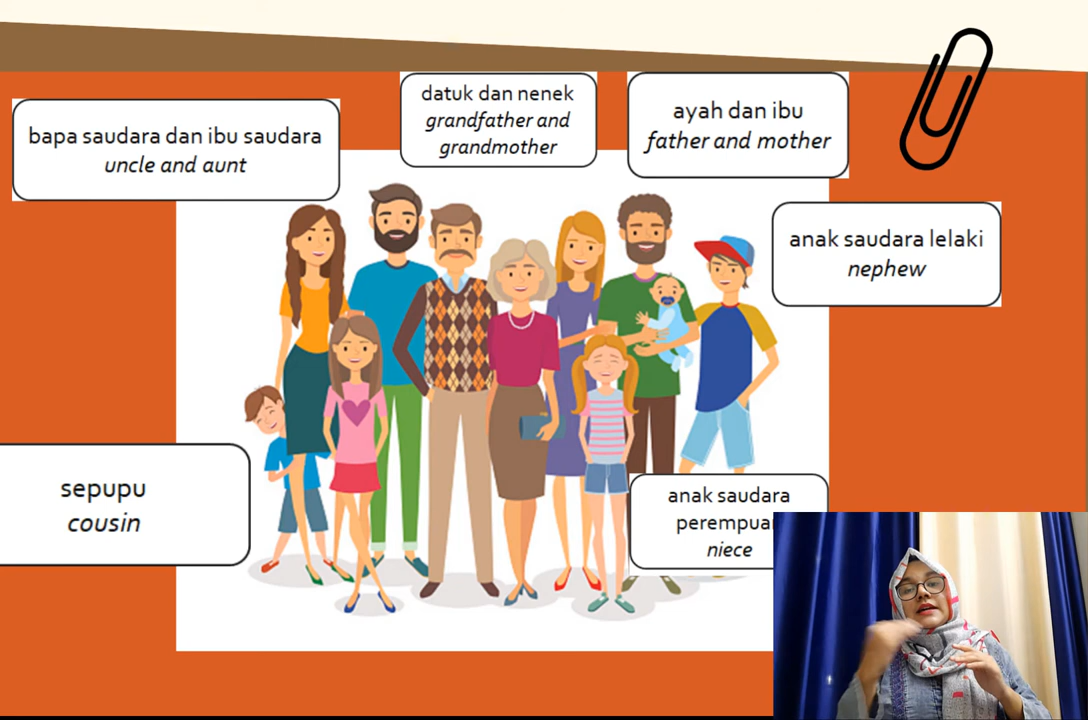 bapa saudara dan ibu saudara
uncle and aunt
datuk dan nenek
grandfather and
grandmother
ayah dan ibu
father and mother
anak saudara lelaki
nephew
sepupu
cousin
anak saudara
perempuan
niece